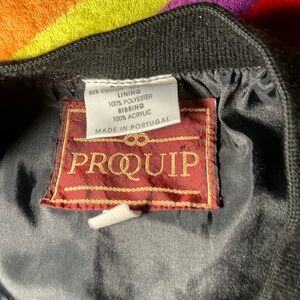 LINING
100% POLYESTER
RIBBING
100% ACRYLIC
MADE IN PORTUGAL
PROQUIP